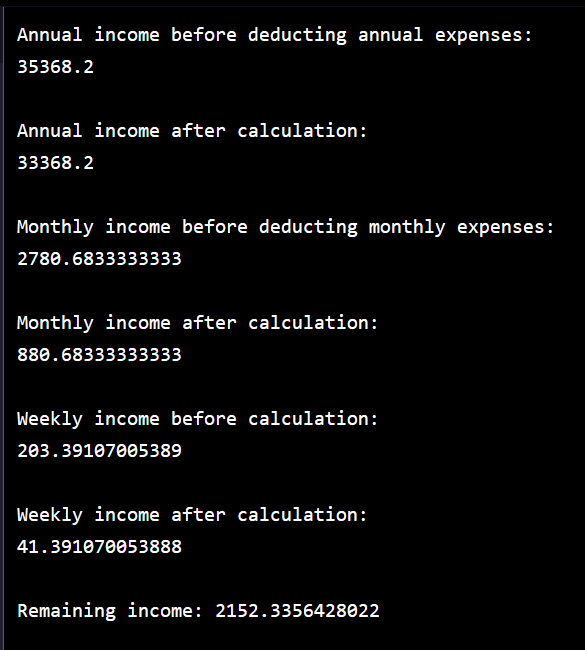 Annual income before deducting annual expenses:
35368.2
Annual income after calculation:
33368.2
Monthly income before deducting monthly expenses:
2780.6833333333
Monthly income after calculation:
880.68333333333
Weekly income before calculation:
203.39107005389
Weekly income after calculation:
41.391070053888
Remaining income: 2152.3356428022